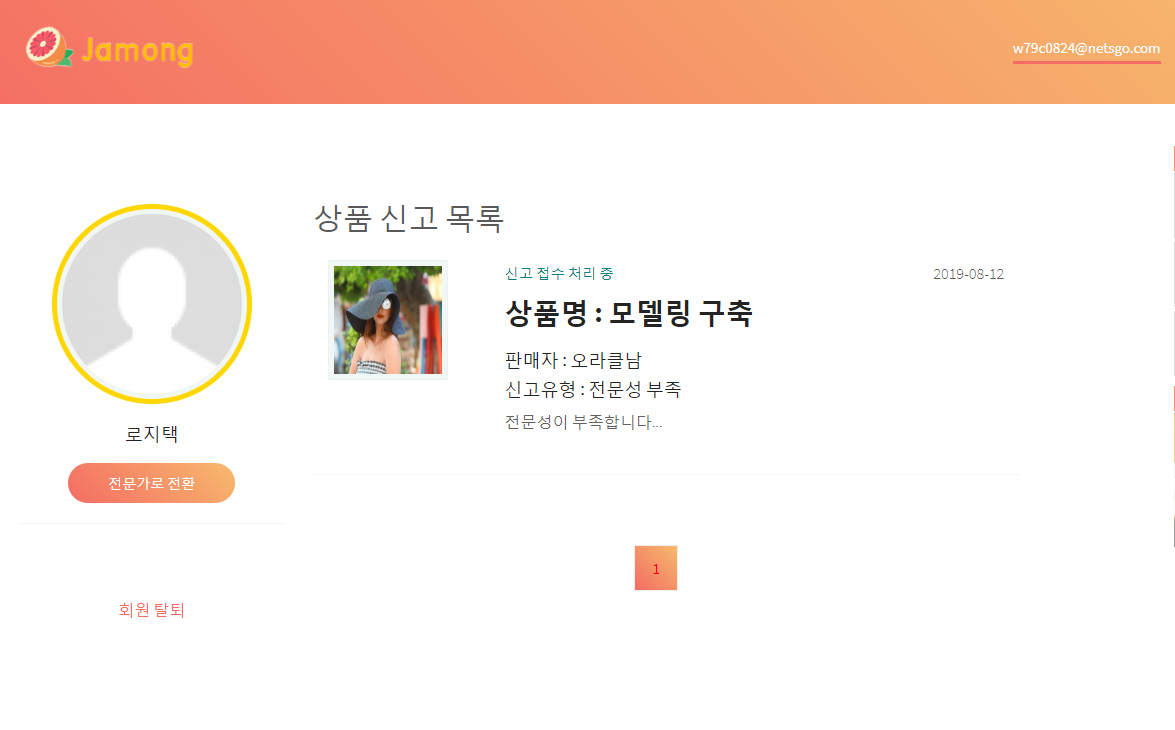 Jamong
w79c0824@netsgo.com
로지택
전문가로 전환
회원 탈퇴
상품 신고 목록
신고 접수 처리 중
2019-08-12
상품명 : 모델링 구축
판매자 : 오라클남
신고유형 : 전문성 부족
전문성이 부족합니다...
1